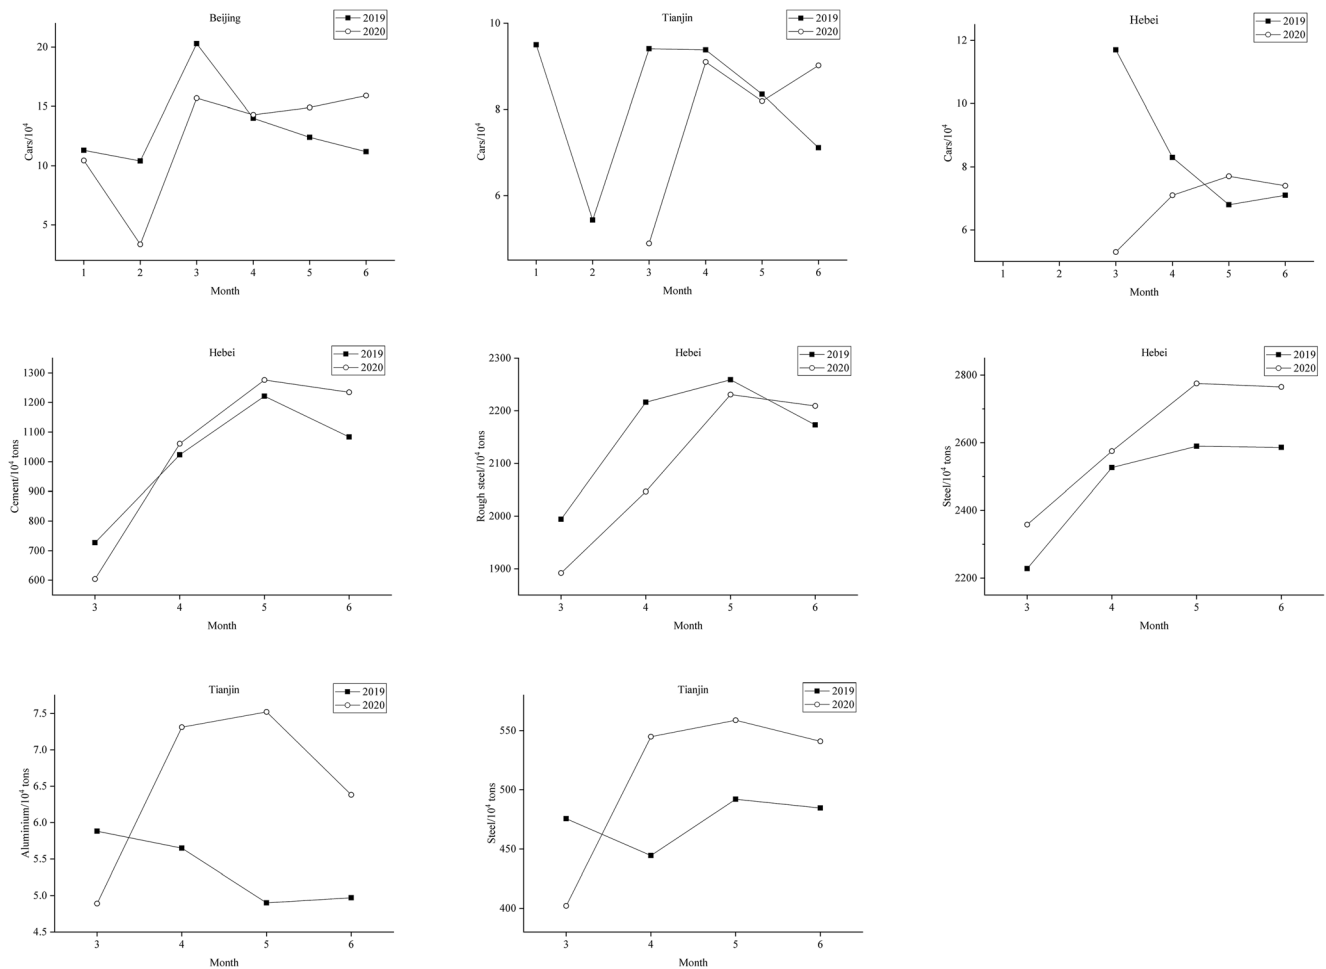 Beijing
2019
2020
20
15
10
5
Cars/10⁴
1 2 3 4 5 6
Month
Tianjin
2019
2020
10
8
6
Cars/10⁴
1 2 3 4 5 6
Month
Hebei
2019
2020
12
10
8
6
Cars/10⁴
1 2 3 4 5 6
Month
Hebei
2019
2020
1300
1200
1100
1000
900
800
700
600
Cement/10⁴ tons
3 4 5 6
Month
Hebei
2019
2020
2300
2200
2100
2000
1900
Rough steel/10⁴ tons
3 4 5 6
Month
Hebei
2019
2020
2800
2600
2400
2200
Steel/10⁴ tons
3 4 5 6
Month
Tianjin
2019
2020
7.5
7.0
6.5
6.0
5.5
5.0
4.5
Aluminium/10⁴ tons
3 4 5 6
Month
Tianjin
2019
2020
550
500
450
400
Steel/10⁴ tons
3 4 5 6
Month